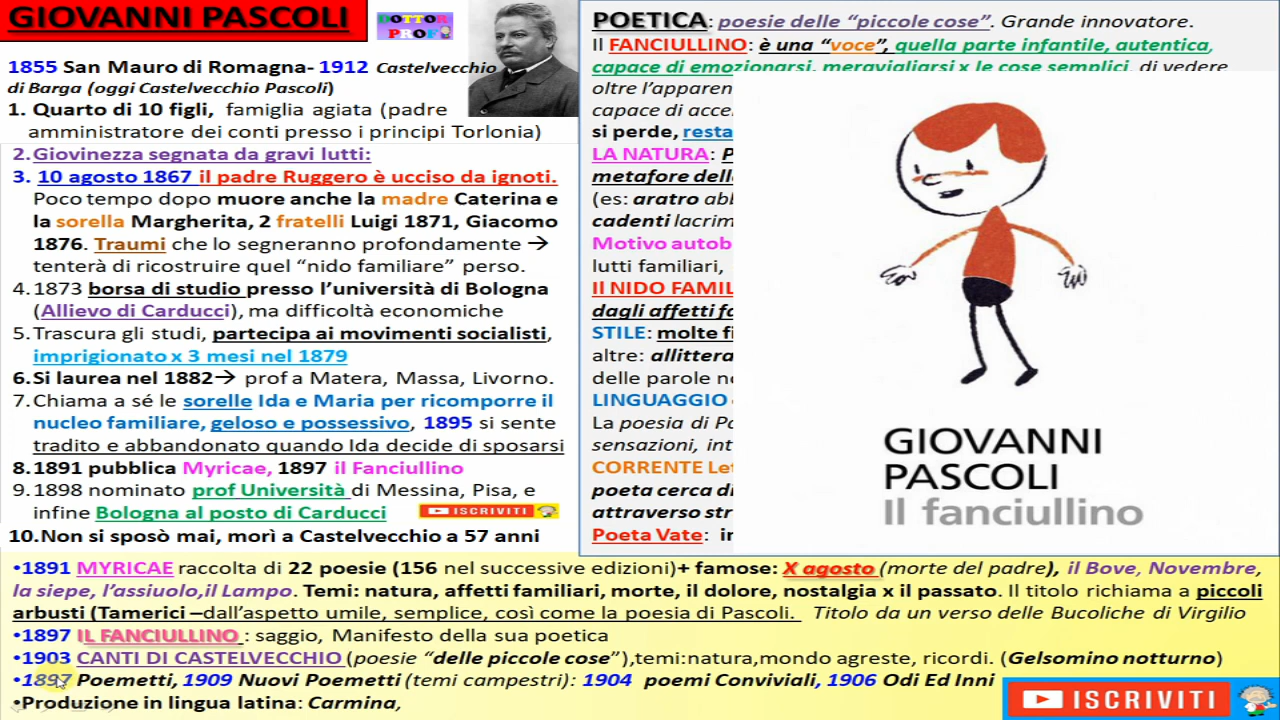 GIOVANNI PASCOLI
DOTTOR
PROF
1855 San Mauro di Romagna- 1912 Castelvecchio
di Barga (oggi Castelvecchio Pascoli)
1. Quarto di 10 figli, famiglia agiata (padre
amministratore dei conti presso i principi Torlonia)
2. Giovinezza segnata da gravi lutti:
3. 10 agosto 1867 il padre Ruggero è ucciso da ignoti.
Poco tempo dopo muore anche la madre Caterina e
la sorella Margherita, 2 fratelli Luigi 1871, Giacomo
1876. Traumi che lo segneranno profondamente →
tenterà di ricostruire quel “nido familiare” perso.
4. 1873 borsa di studio presso l’università di Bologna
(Allievo di Carducci), ma difficoltà economiche
5. Trascura gli studi, partecipa ai movimenti socialisti,
imprigionato x 3 mesi nel 1879
6. Si laurea nel 1882→ prof a Matera, Massa, Livorno.
7. Chiama a sé le sorelle Ida e Maria per ricomporre il
nucleo familiare, geloso e possessivo, 1895 si sente
tradito e abbandonato quando Ida decide di sposarsi
8. 1891 pubblica Myricae, 1897 il Fanciullino
9. 1898 nominato prof Università di Messina, Pisa, e
infine Bologna al posto di Carducci
ISCRIVITI
10. Non si sposò mai, morì a Castelvecchio a 57 anni
POETICA: poesie delle “piccole cose”. Grande innovatore.
Il FANCIULLINO: è una “voce”, quella parte infantile, autentica,
capace di emozionarsi, meravigliarsi x le cose semplici, di vedere
oltre l’apparen
capace di acce
si perde, resta
LA NATURA: P
metafore dell
(es: aratro abb
cadenti lacrim
Motivo autob
lutti familiari,
Il NIDO FAMIL
dagli affetti fa
STILE: molte fi
altre: allittera
delle parole no
LINGUAGGIO
La poesia di Pa
sensazioni, int
CORRENTE Let
poeta cerca di
attraverso str
Poeta Vate: in
GIOVANNI
PASCOLI
Il fanciullino
•1891 MYRICAE raccolta di 22 poesie (156 nel successive edizioni)+ famose: X agosto (morte del padre), il Bove, Novembre,
la siepe, l’assiuolo,il Lampo. Temi: natura, affetti familiari, morte, il dolore, nostalgia x il passato. Il titolo richiama a piccoli
arbusti (Tamerici –dall’aspetto umile, semplice, così come la poesia di Pascoli. Titolo da un verso delle Bucoliche di Virgilio
•1897 IL FANCIULLINO : saggio, Manifesto della sua poetica
•1903 CANTI DI CASTELVECCHIO (poesie “delle piccole cose”),temi:natura,mondo agreste, ricordi. (Gelsomino notturno)
•1897 Poemetti, 1909 Nuovi Poemetti (temi campestri): 1904 poemi Conviviali, 1906 Odi Ed Inni
•Produzione in lingua latina: Carmina,
ISCRIVITI